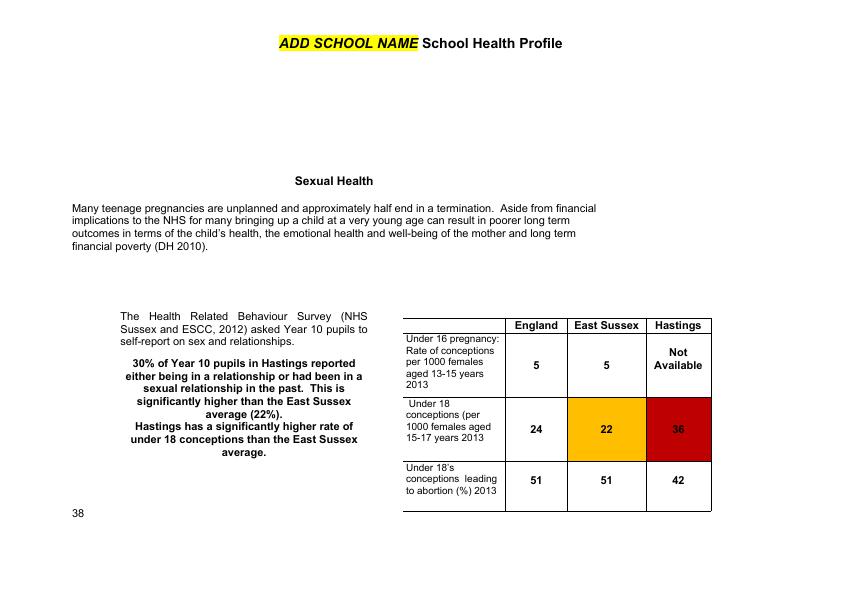 ADD SCHOOL NAME School Health Profile
Sexual Health
Many teenage pregnancies are unplanned and approximately half end in a termination.  Aside from financial
implications to the NHS for many bringing up a child at a very young age can result in poorer long term
outcomes in terms of the child's health, the emotional health and well-being of the mother and long term
financial poverty (DH 2010).
The Health Related Behaviour Survey (NHS
Sussex and ESCC, 2012) asked Year 10 pupils to
self-report on sex and relationships.
30% of Year 10 pupils in Hastings reported
either being in a relationship or had been in a
sexual relationship in the past.  This is
significantly higher than the East Sussex
average (22%).
Hastings has a significantly higher rate of
under 18 conceptions than the East Sussex
average.
England East Sussex Hastings
Under 16 pregnancy:
Rate of conceptions
per 1000 females
aged 13-15 years
2013
5 5 Not
Available
Under 18
conceptions (per
1000 females aged
15-17 years 2013
24 22 36
Under 18's
conceptions  leading
to abortion (%) 2013
51 51 42
38